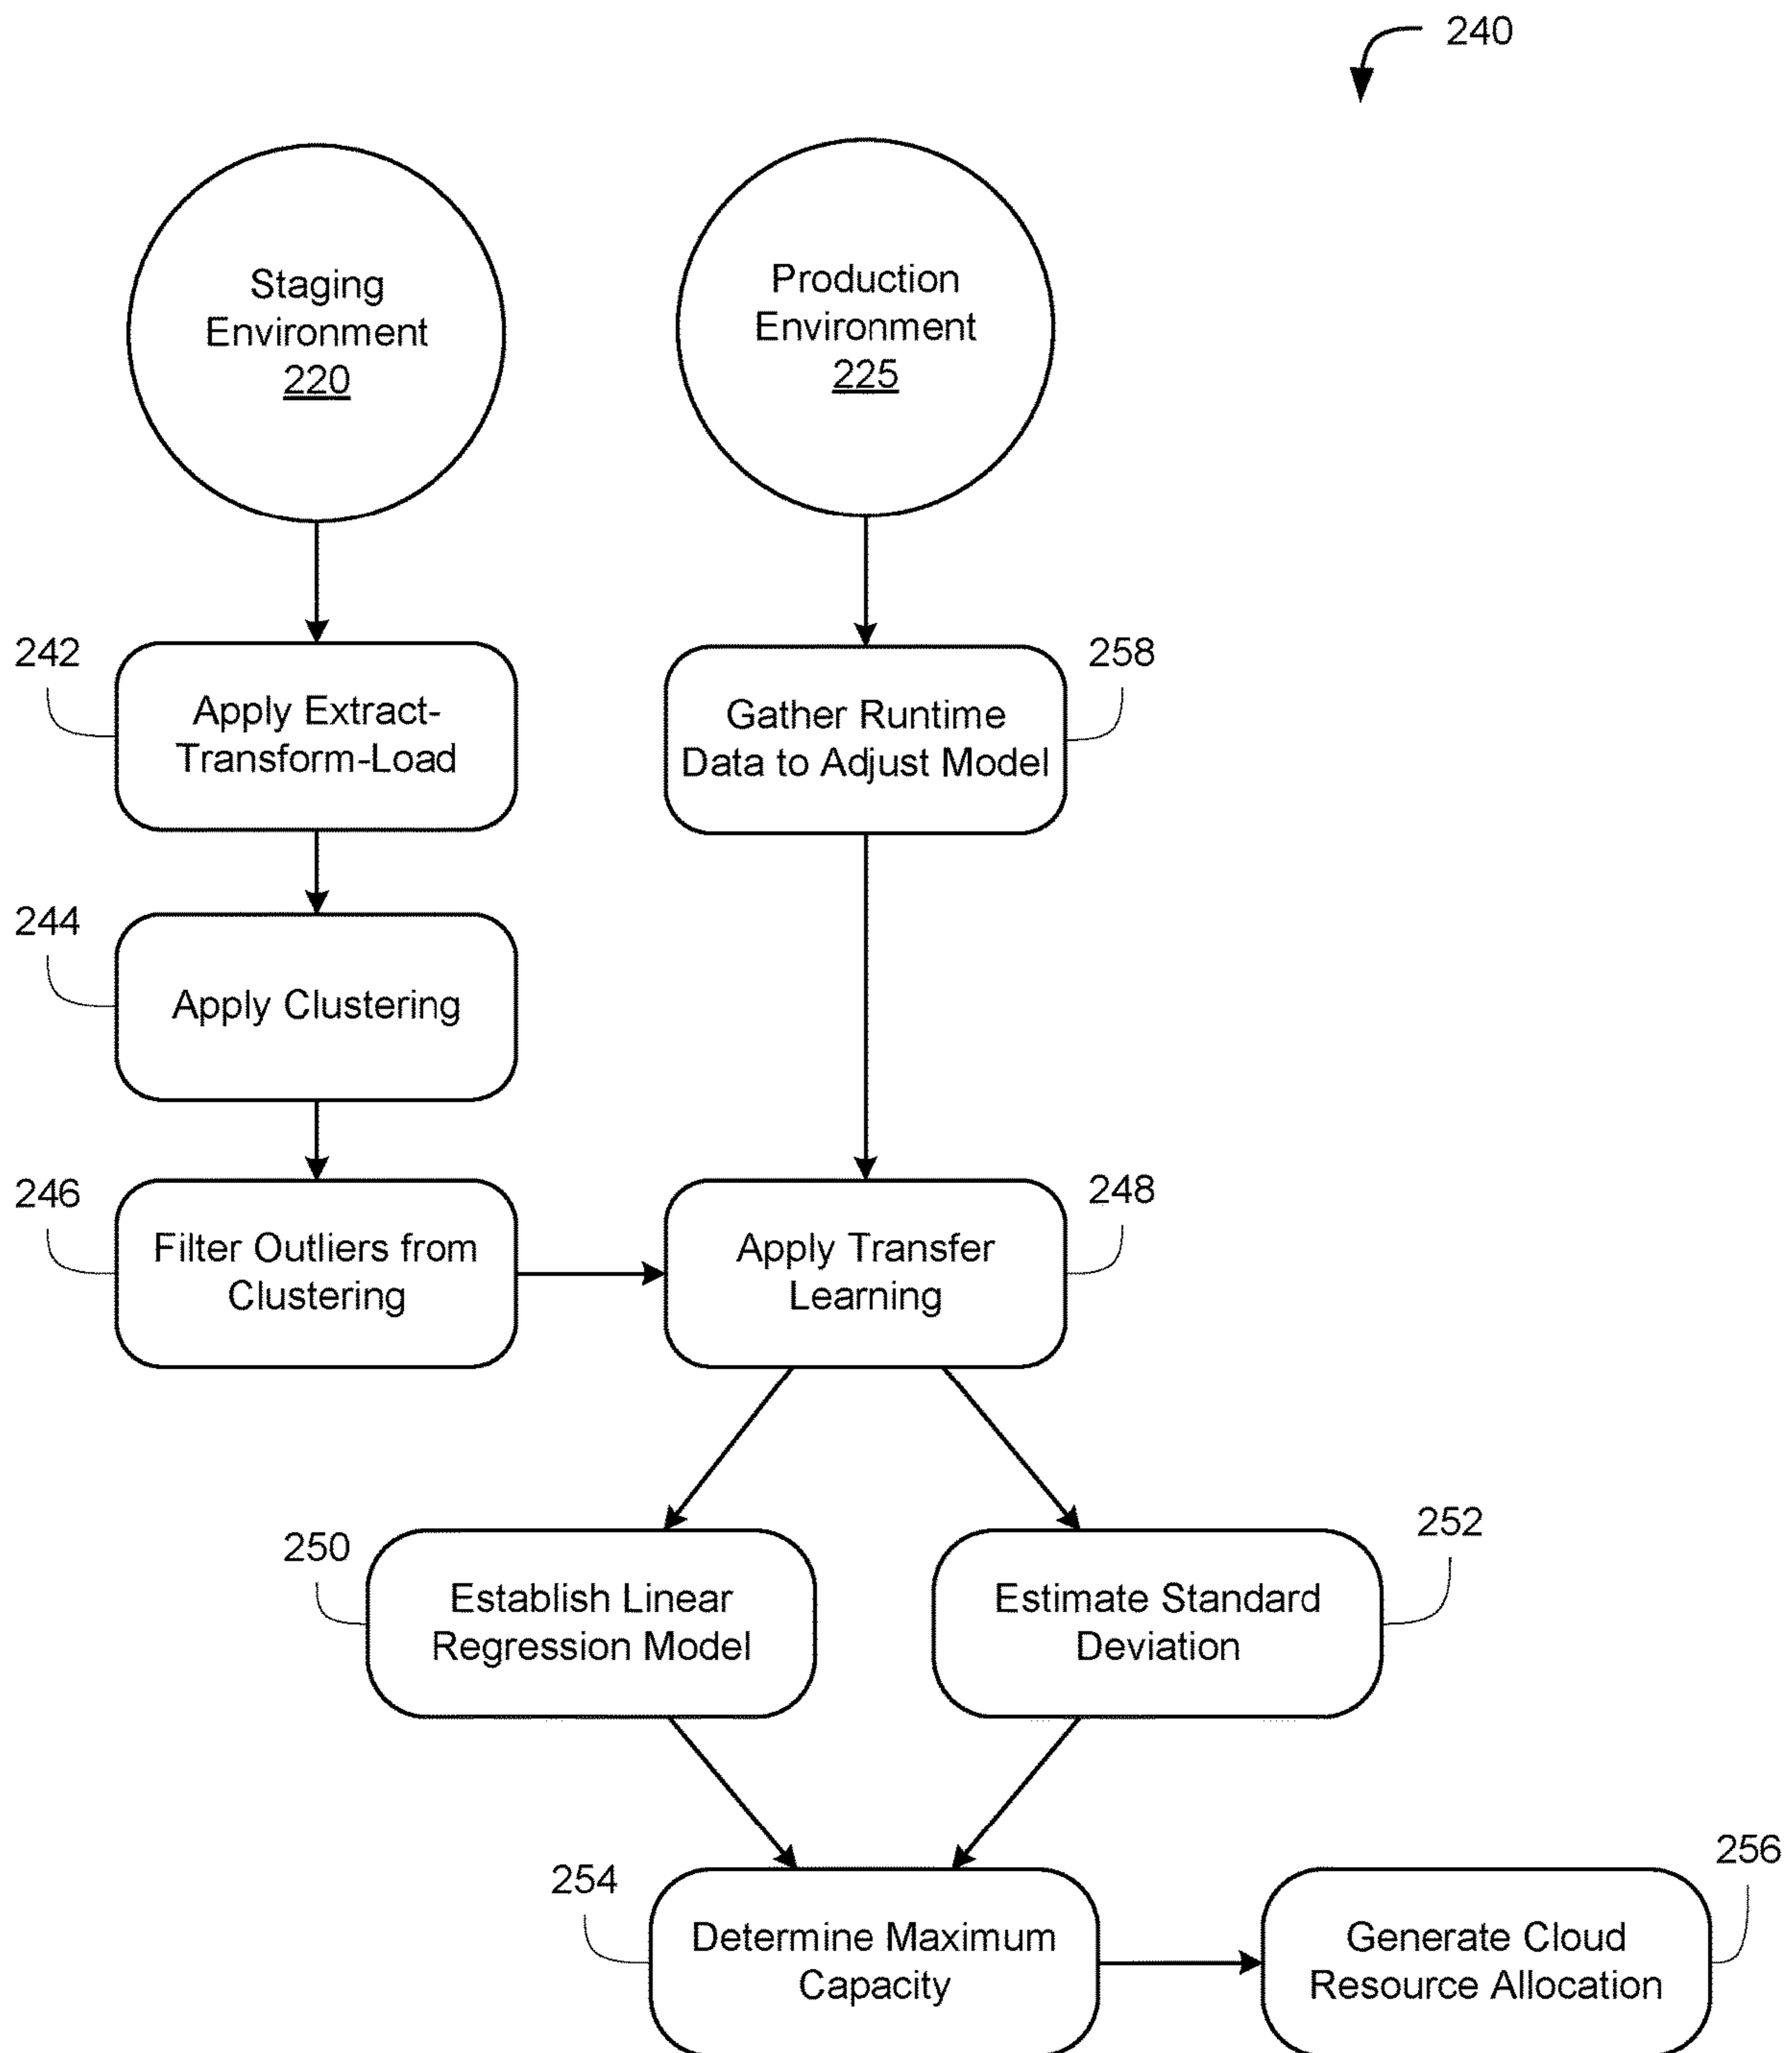 240
Staging
Environment
220
Production
Environment
225
242
Apply Extract-
Transform-Load
258
Gather Runtime
Data to Adjust Model
244
Apply Clustering
246
Filter Outliers from
Clustering
248
Apply Transfer
Learning
250
Establish Linear
Regression Model
252
Estimate Standard
Deviation
254
Determine Maximum
Capacity
256
Generate Cloud
Resource Allocation